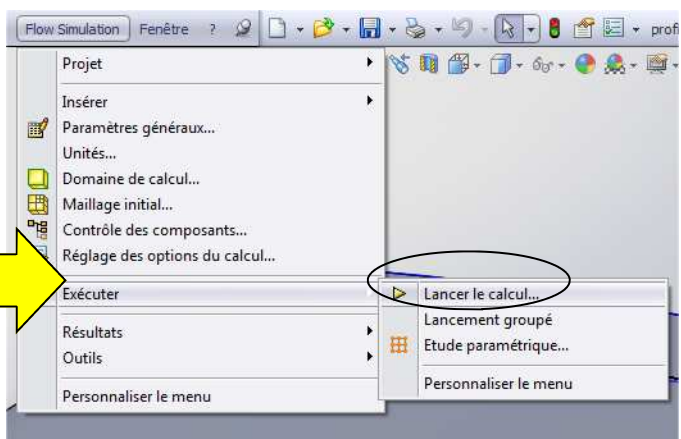 Flow Simulation Fenêtre ? profi
Projet
Insérer
Paramètres généraux...
Unités...
Domaine de calcul...
Maillage initial...
Contrôle des composants...
Réglage des options du calcul...
Exécuter
Lancer le calcul...
Lancement groupé
Etude paramétrique...
Personnaliser le menu
Résultats
Outils
Personnaliser le menu